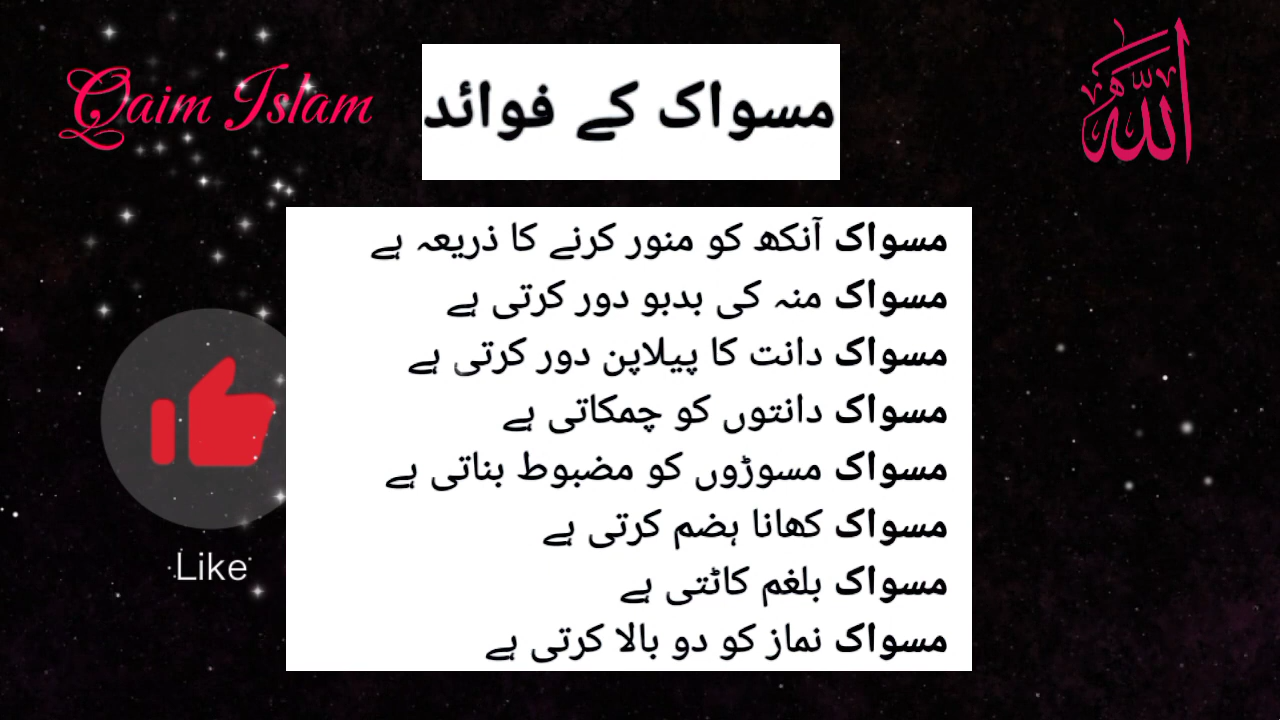 Qaim Islam
مسواک کے فوائد
الله
مسواک آنکھ کو منور کرنے کا ذریعہ ہے
مسواک منہ کی بدبو دور کرتی ہے
مسواک دانت کا پیلاپن دور کرتی ہے
مسواک دانتوں کو چمکاتی ہے
مسواک مسوڑوں کو مضبوط بناتی ہے
مسواک کھانا ہضم کرتی ہے
مسواک بلغم کاٹتی ہے
مسواک نماز کو دو بالا کرتی ہے
Like